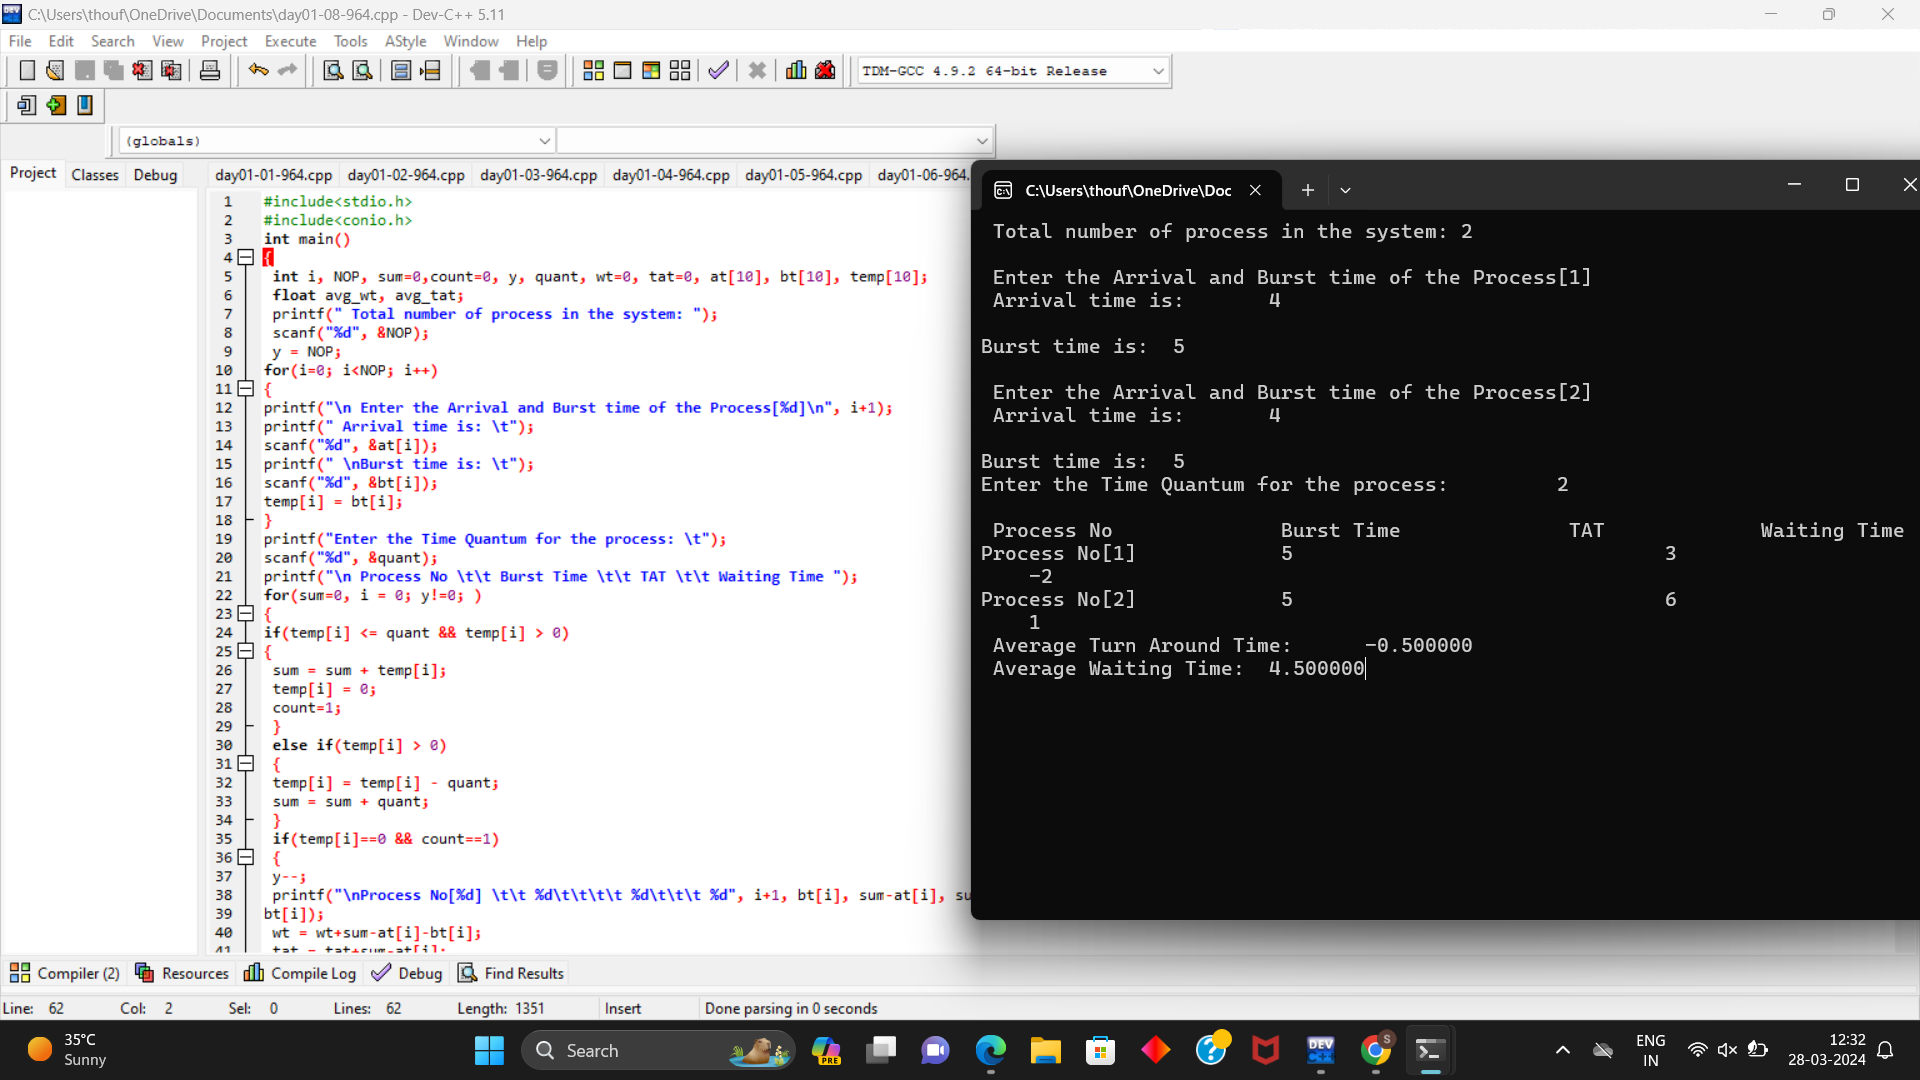 C:\Users\thouf\OneDrive\Documents\day01-08-964.cpp - Dev-C++ 5.11
File Edit Search View Project Execute Tools AStyle Window Help
TDM-GCC 4.9.2 64-bit Release
(globals)
Project Classes Debug
day01-01-964.cpp day01-02-964.cpp day01-03-964.cpp day01-04-964.cpp day01-05-964.cpp day01-06-964.
1 #include<stdio.h>
2 #include<conio.h>
3 int main()
4 {
5 int i, NOP, sum=0,count=0, y, quant, wt=0, tat=0, at[10], bt[10], temp[10];
6 float avg_wt, avg_tat;
7 printf(" Total number of process in the system: ");
8 scanf("%d", &NOP);
9 y = NOP;
10 for(i=0; i<NOP; i++)
11 {
12 printf("\n Enter the Arrival and Burst time of the Process[%d]\n", i+1);
13 printf(" Arrival time is: \t");
14 scanf("%d", &at[i]);
15 printf(" \nBurst time is: \t");
16 scanf("%d", &bt[i]);
17 temp[i] = bt[i];
18 }
19 printf("Enter the Time Quantum for the process: \t");
20 scanf("%d", &quant);
21 printf("\n Process No \t\t Burst Time \t\t TAT \t\t Waiting Time ");
22 for(sum=0, i = 0; y!=0; )
23 {
24 if(temp[i] <= quant && temp[i] > 0)
25 {
26 sum = sum + temp[i];
27 temp[i] = 0;
28 count=1;
29 }
30 else if(temp[i] > 0)
31 {
32 temp[i] = temp[i] - quant;
33 sum = sum + quant;
34 }
35 if(temp[i]==0 && count==1)
36 {
37 y--;
38 printf("\nProcess No[%d] \t\t %d\t\t\t\t %d\t\t\t %d", i+1, bt[i], sum-at[i], su
39 bt[i]);
40 wt = wt+sum-at[i]-bt[i];
41 tat = tat+sum-at[i];
C:\Users\thouf\OneDrive\Doc
Total number of process in the system: 2
Enter the Arrival and Burst time of the Process[1]
Arrival time is: 4
Burst time is: 5
Enter the Arrival and Burst time of the Process[2]
Arrival time is: 4
Burst time is: 5
Enter the Time Quantum for the process: 2
Process No Burst Time TAT Waiting Time
Process No[1] 5 3
-2
Process No[2] 5 6
1
Average Turn Around Time: -0.500000
Average Waiting Time: 4.500000
Compiler (2) Resources Compile Log Debug Find Results
Line: 62 Col: 2 Sel: 0 Lines: 62 Length: 1351 Insert Done parsing in 0 seconds
35°C
Sunny
Search
PRE
DEV
S
ENG
IN
12:32
28-03-2024